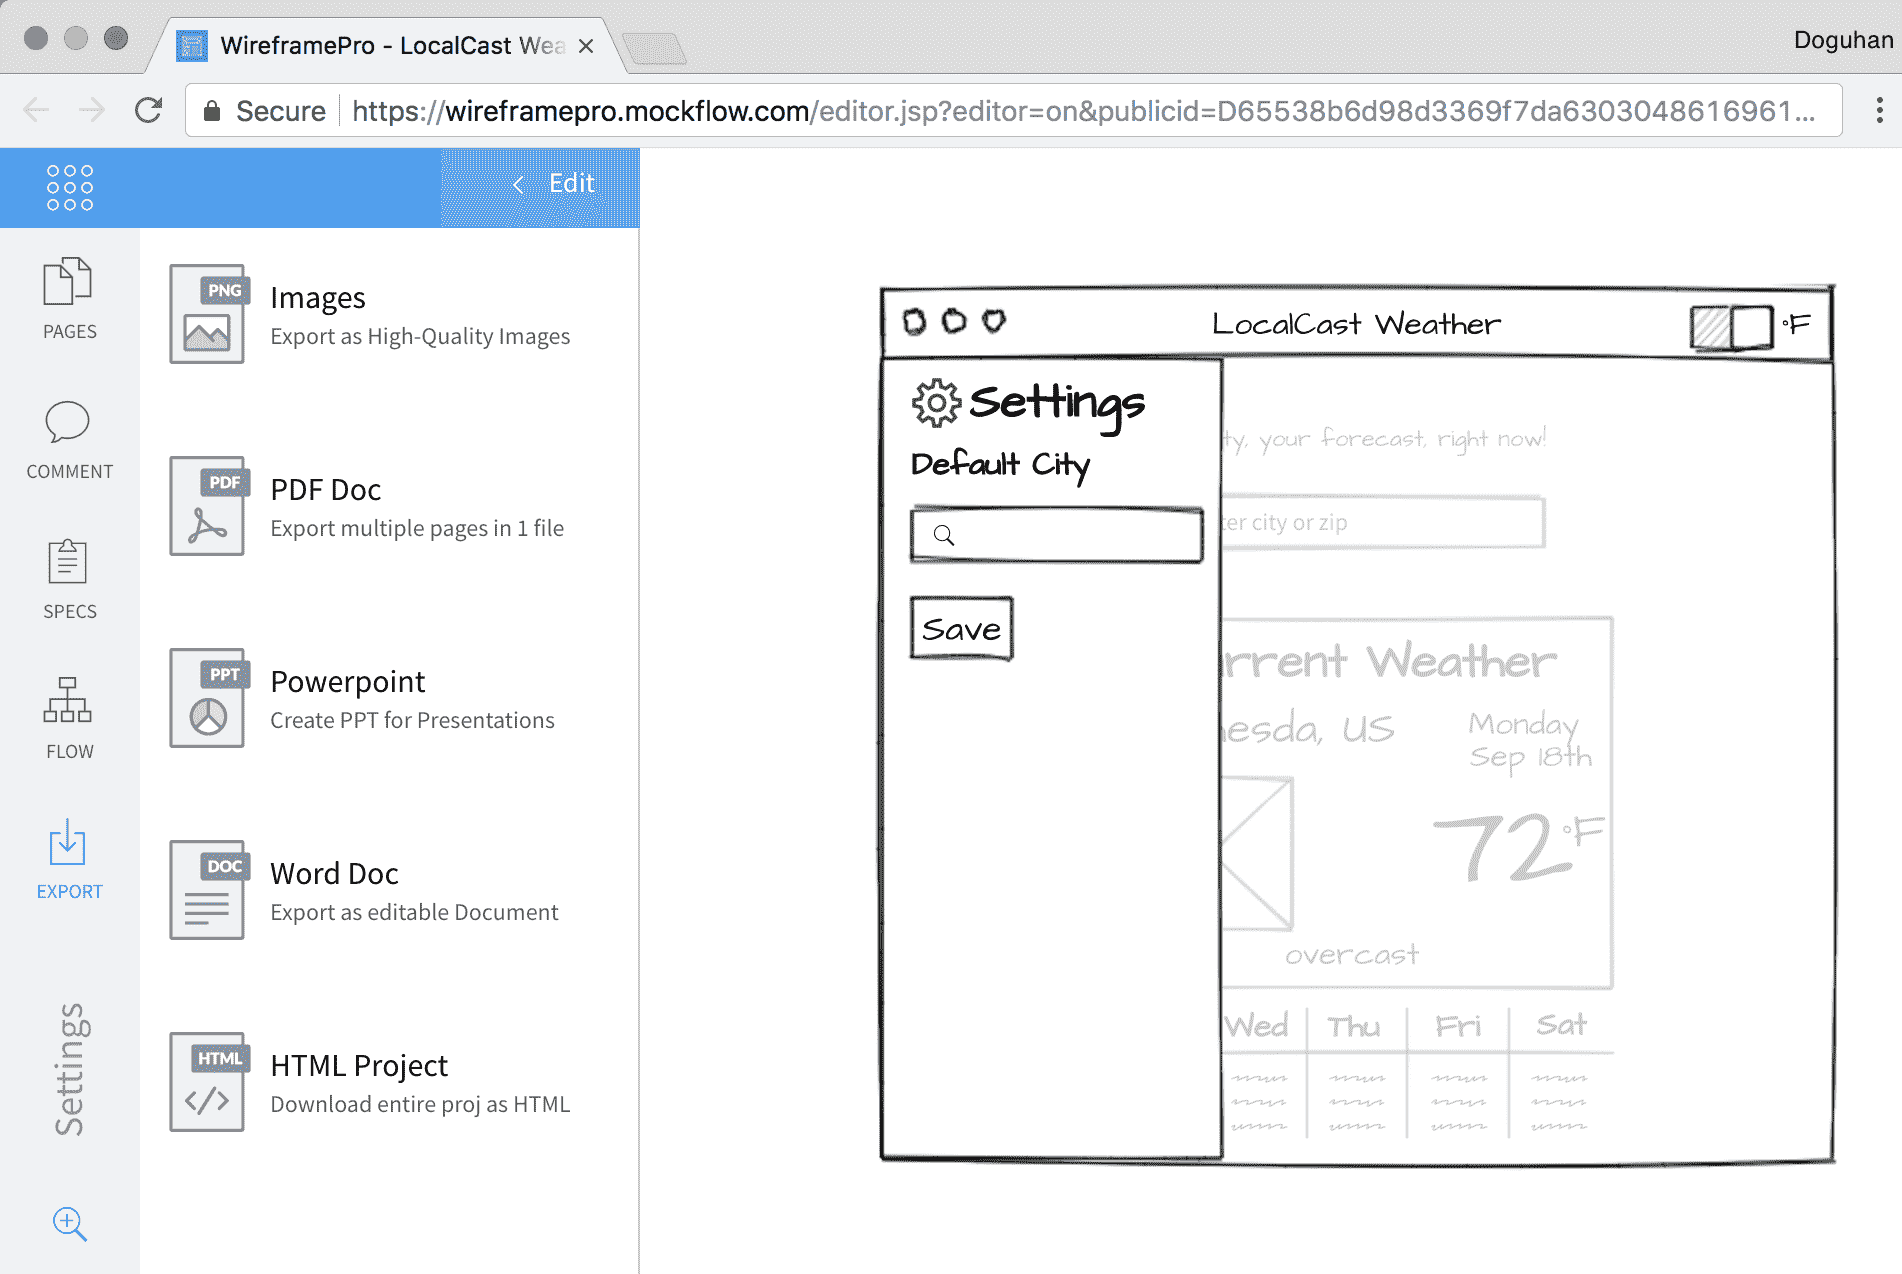 WireframePro - LocalCast Wea
Doguhan
Secure
https://wireframepro.mockflow.com/editor.jsp?editor=on&publicid=D65538b6d98d3369f7da6303048616961...
Edit
PAGES
COMMENT
SPECS
FLOW
EXPORT
Settings
PNG
Images
Export as High-Quality Images
PDF
PDF Doc
Export multiple pages in 1 file
PPT
Powerpoint
Create PPT for Presentations
DOC
Word Doc
Export as editable Document
HTML
HTML Project
Download entire proj as HTML
LocalCast Weather
°F
Settings
Default City
Save
ty, your forecast, right now!
ter city or zip
rrent Weather
esda, US
Monday
Sep 18th
72 °F
overcast
Wed Thu Fri Sat